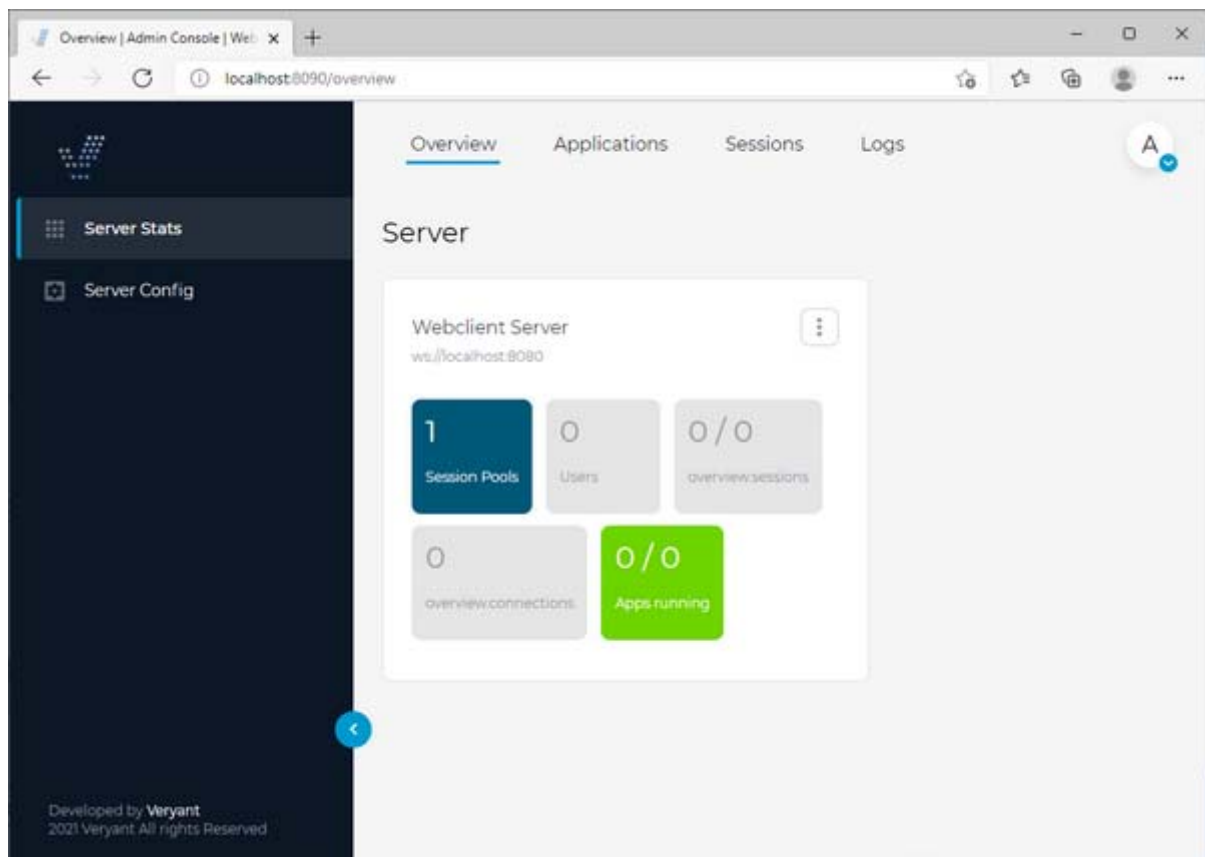 Overview | Admin Console | Web
localhost:8090/overview
Overview Applications Sessions Logs
A
Server Stats
Server Config
Server
Webclient Server
ws://localhost:8080
1
Session Pools
0
Users
0 / 0
overview.sessions
0
overview.connections
0 / 0
Apps running
Developed by Veryant
2021 Veryant All rights Reserved